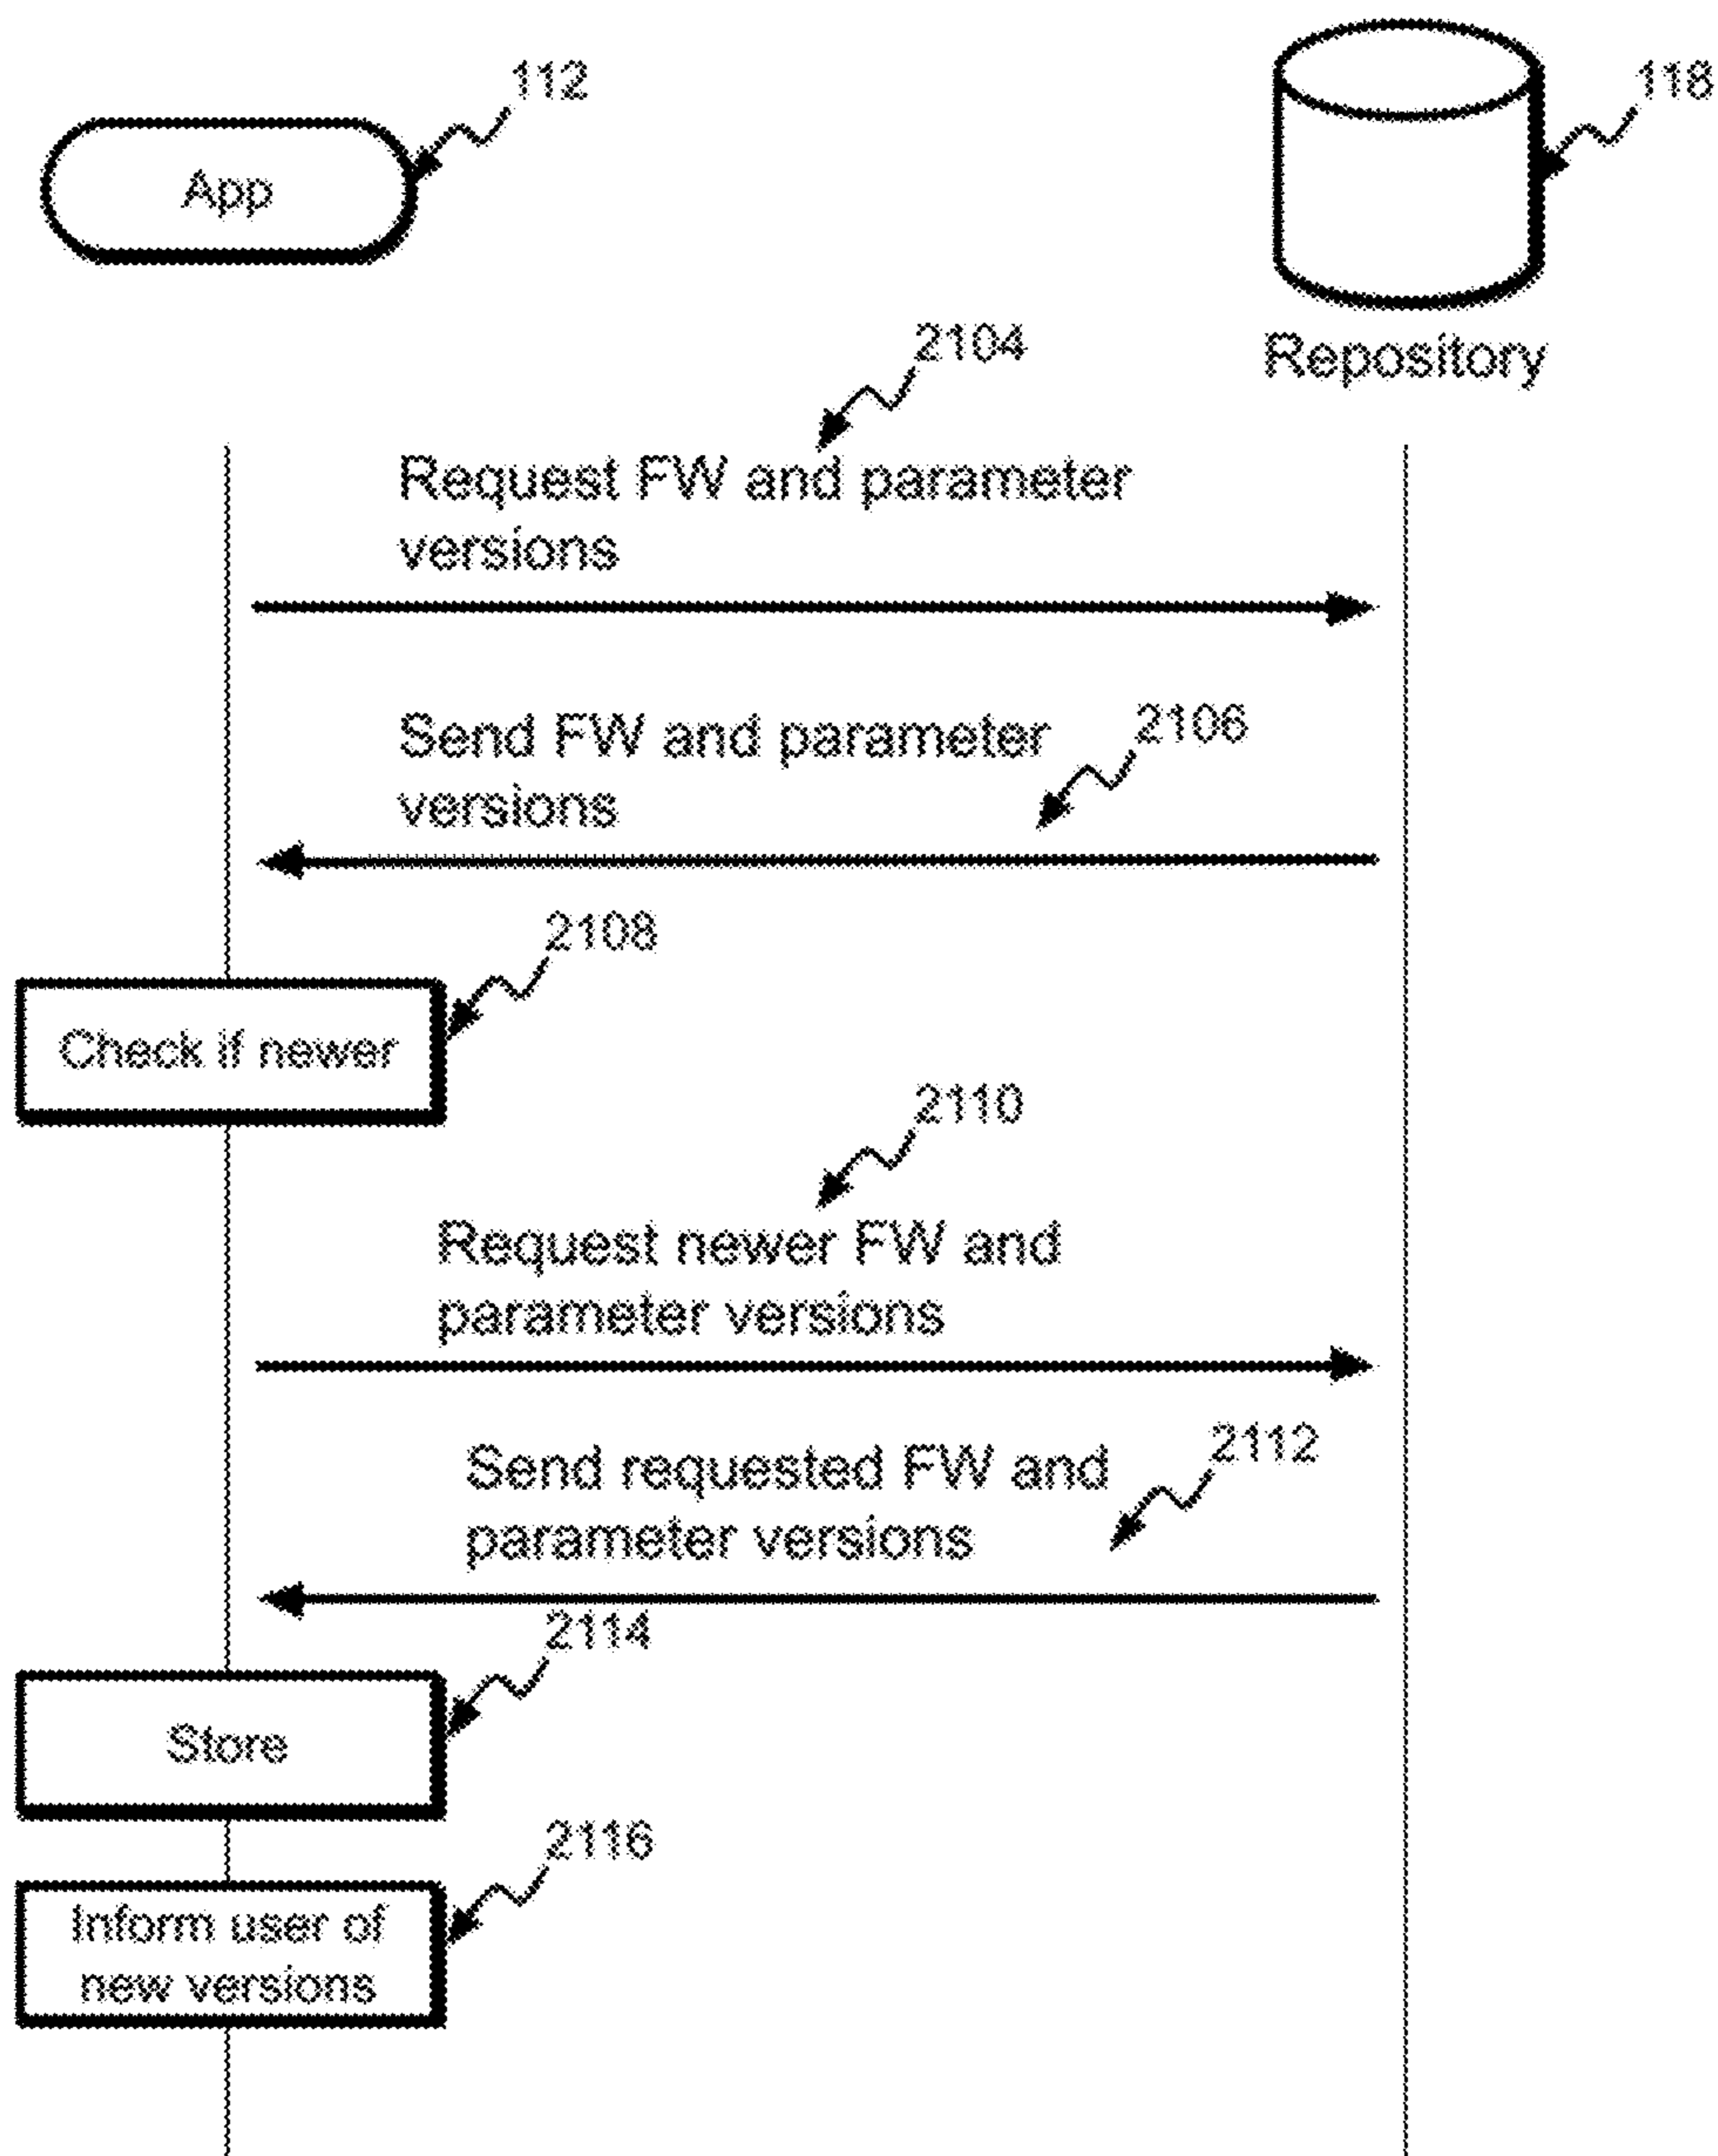 112
118
App
Repository
2104
Request FW and parameter
versions
2106
Send FW and parameter
versions
2108
Check if newer
2110
Request newer FW and
parameter versions
2112
Send requested FW and
parameter versions
2114
Store
2116
Inform user of
new versions